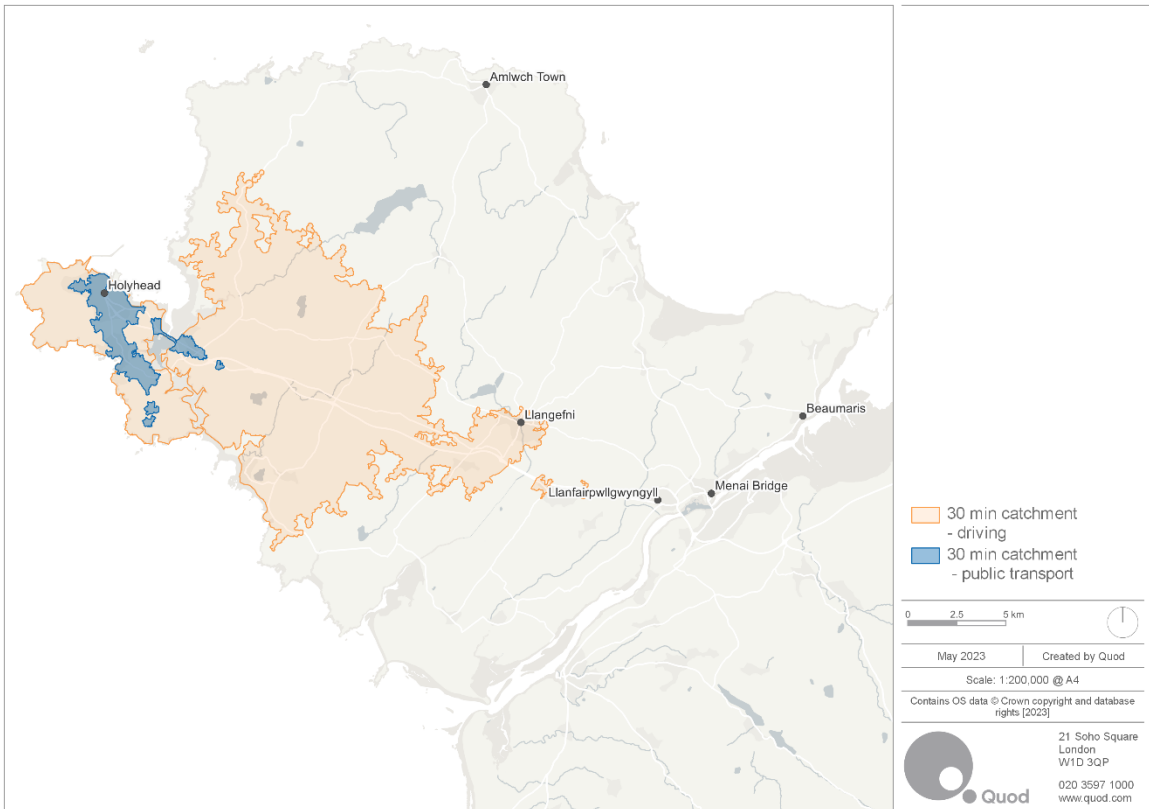 Amlwch Town
Holyhead
Llangefni
Beaumaris
Menai Bridge
Llanfairpwllgwyngyll
30 min catchment
- driving
30 min catchment
- public transport
0 2.5 5 km
May 2023
Created by Quod
Scale: 1:200,000 @ A4
Contains OS data © Crown copyright and database
rights [2023]
21 Soho Square
London
W1D 3QP
020 3597 1000
www.quod.com
Quod